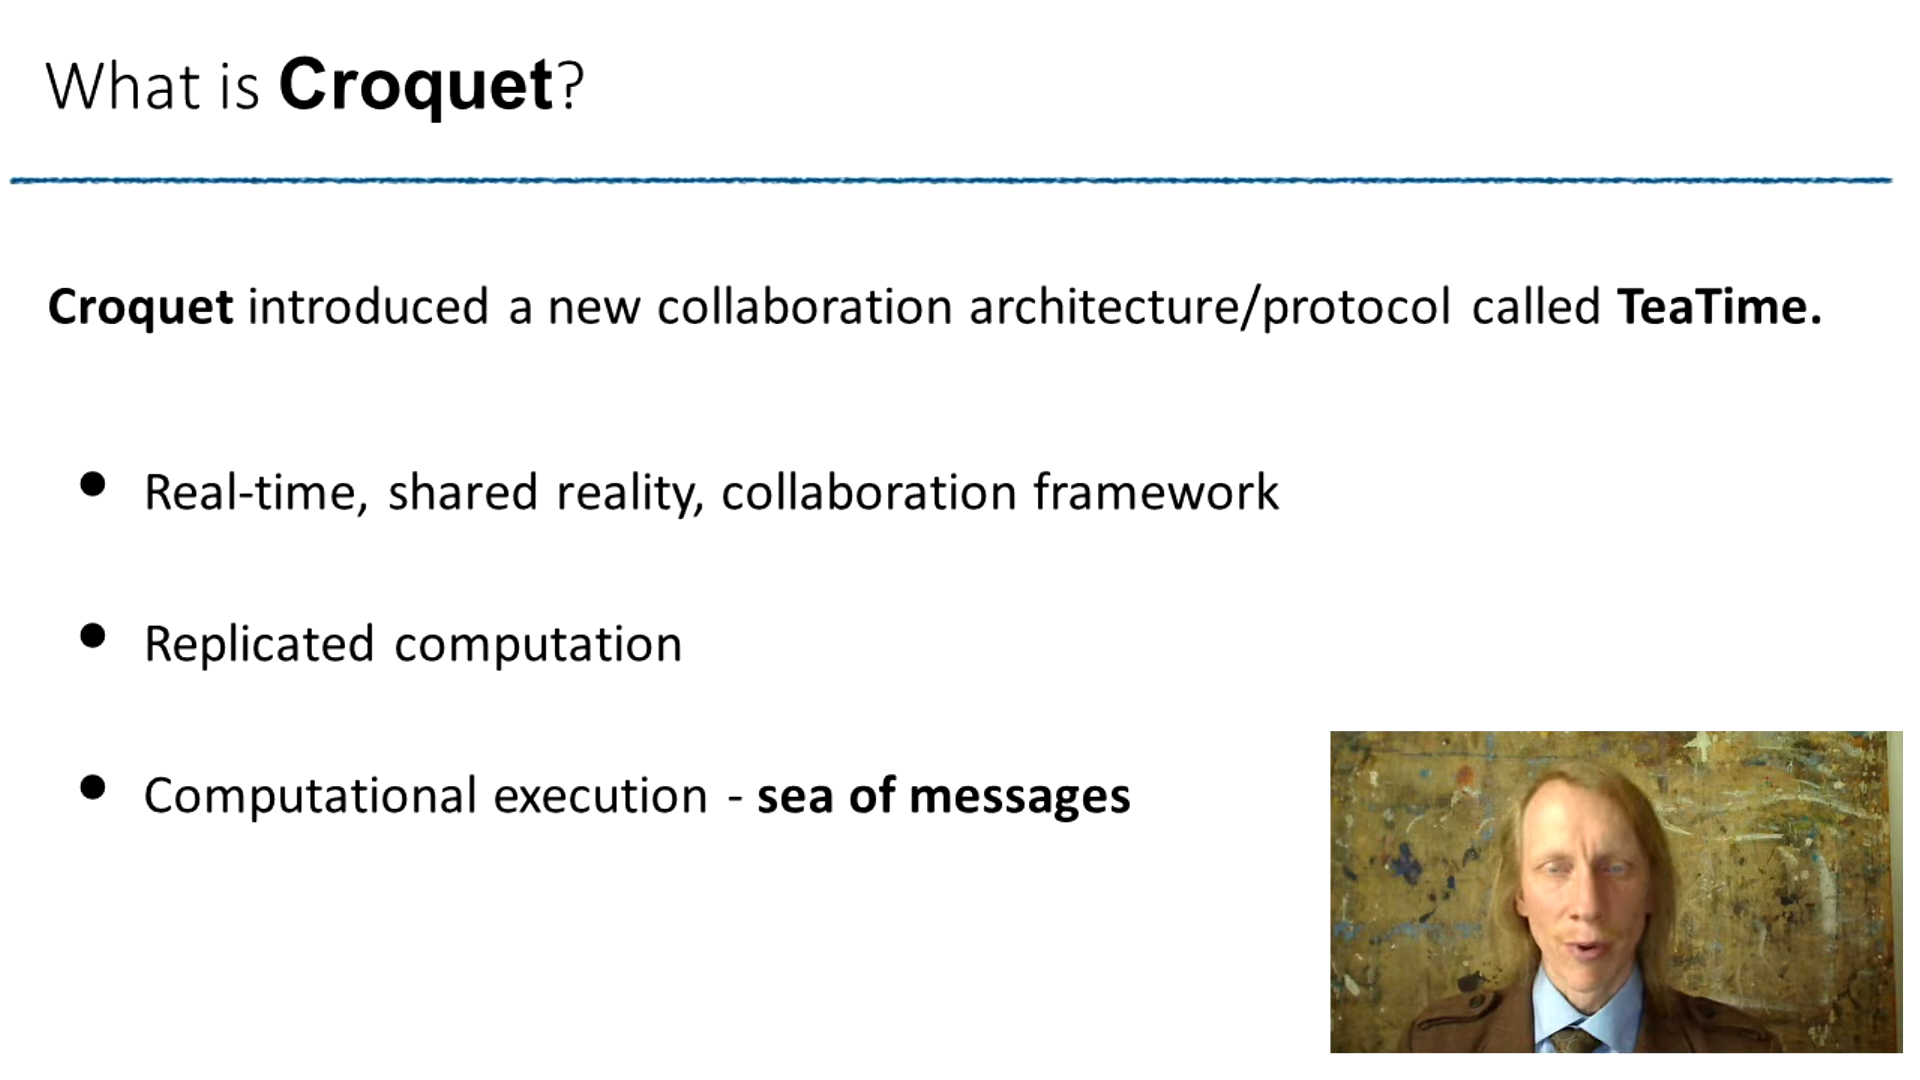 What is Croquet?
Croquet introduced a new collaboration architecture/protocol called TeaTime.
• Real-time, shared reality, collaboration framework
• Replicated computation
• Computational execution - sea of messages